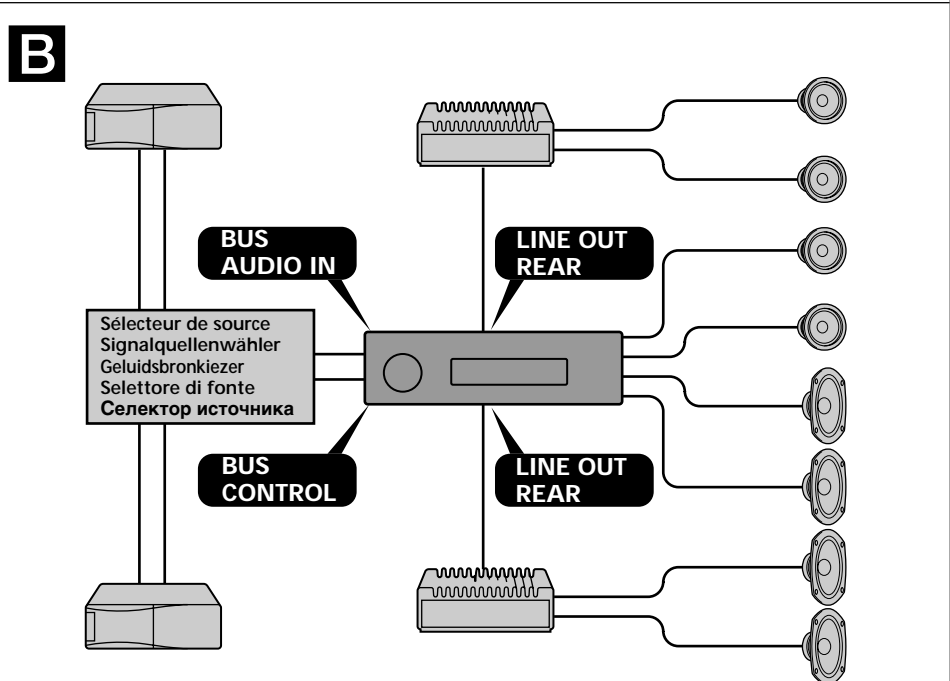 B
BUS
AUDIO IN
LINE OUT
REAR
Sélecteur de source
Signalquellenwähler
Geluidsbronkiezer
Selettore di fonte
Селектор источника
BUS
CONTROL
LINE OUT
REAR